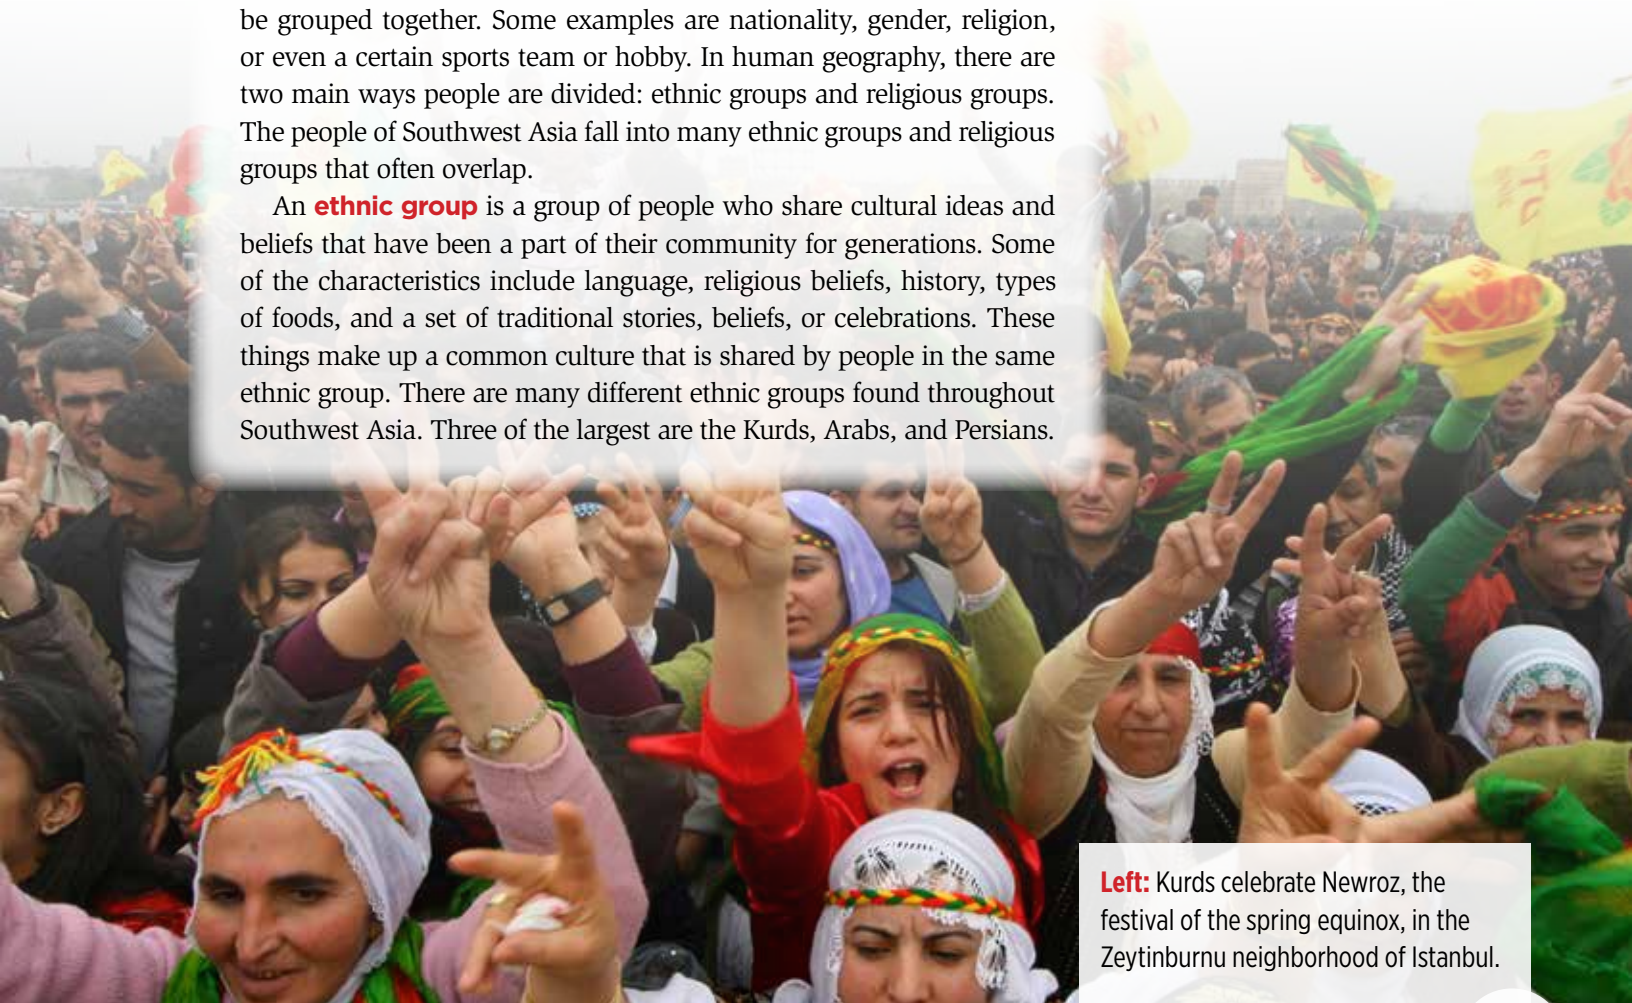 be grouped together. Some examples are nationality, gender, religion,
or even a certain sports team or hobby. In human geography, there are
two main ways people are divided: ethnic groups and religious groups.
The people of Southwest Asia fall into many ethnic groups and religious
groups that often overlap.
An ethnic group is a group of people who share cultural ideas and
beliefs that have been a part of their community for generations. Some
of the characteristics include language, religious beliefs, history, types
of foods, and a set of traditional stories, beliefs, or celebrations. These
things make up a common culture that is shared by people in the same
ethnic group. There are many different ethnic groups found throughout
Southwest Asia. Three of the largest are the Kurds, Arabs, and Persians.
Left: Kurds celebrate Newroz, the
festival of the spring equinox, in the
Zeytinburnu neighborhood of Istanbul.